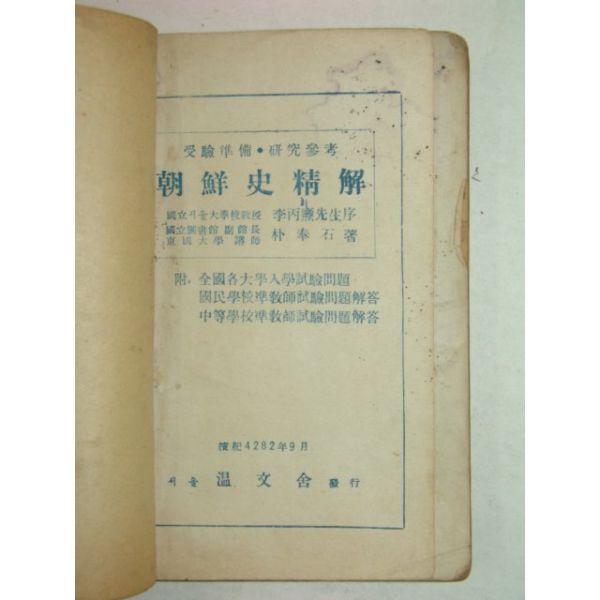 受驗準備・硏究參考
朝鮮史精解
國立서울大學校敎授 李丙燾先生序
國立圖書館 副館長
東國大學 講師 朴奉石著
附. 全國各大學入學試驗問題
國民學校準敎師試驗問題解答
中等學校準敎師試驗問題解答
檀紀4282年9月
서울 溫文舍 發行